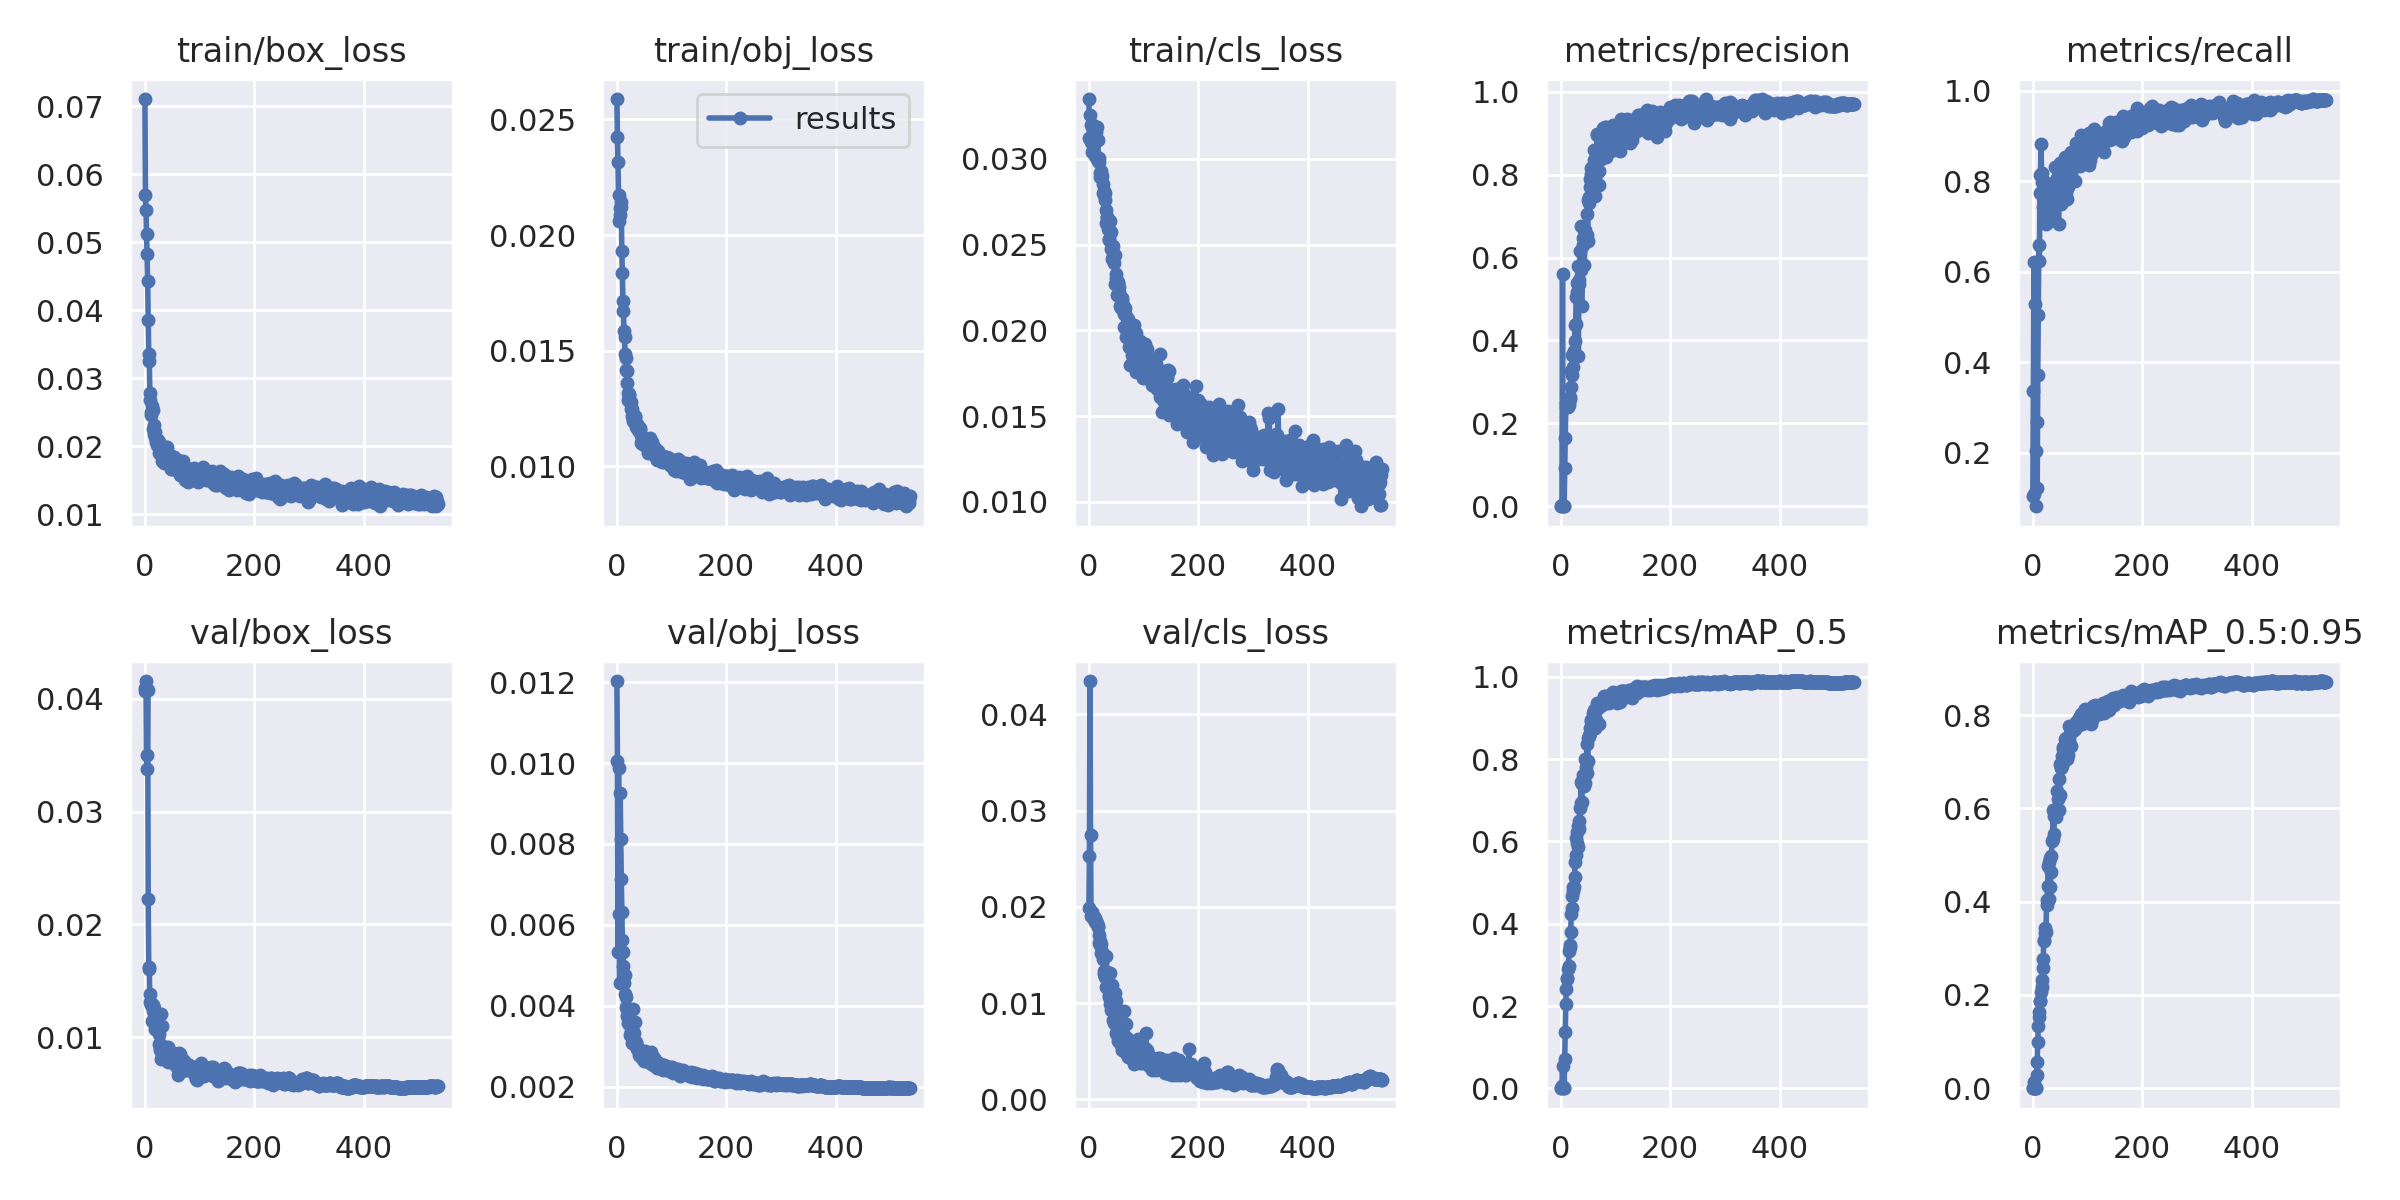 train/box_loss
0.07
0.06
0.05
0.04
0.03
0.02
0.01
0 200 400
train/obj_loss
results
0.025
0.020
0.015
0.010
0 200 400
train/cls_loss
0.030
0.025
0.020
0.015
0.010
0 200 400
metrics/precision
1.0
0.8
0.6
0.4
0.2
0.0
0 200 400
metrics/recall
1.0
0.8
0.6
0.4
0.2
0 200 400
val/box_loss
0.04
0.03
0.02
0.01
0 200 400
val/obj_loss
0.012
0.010
0.008
0.006
0.004
0.002
0 200 400
val/cls_loss
0.04
0.03
0.02
0.01
0.00
0 200 400
metrics/mAP_0.5
1.0
0.8
0.6
0.4
0.2
0.0
0 200 400
metrics/mAP_0.5:0.95
0.8
0.6
0.4
0.2
0.0
0 200 400